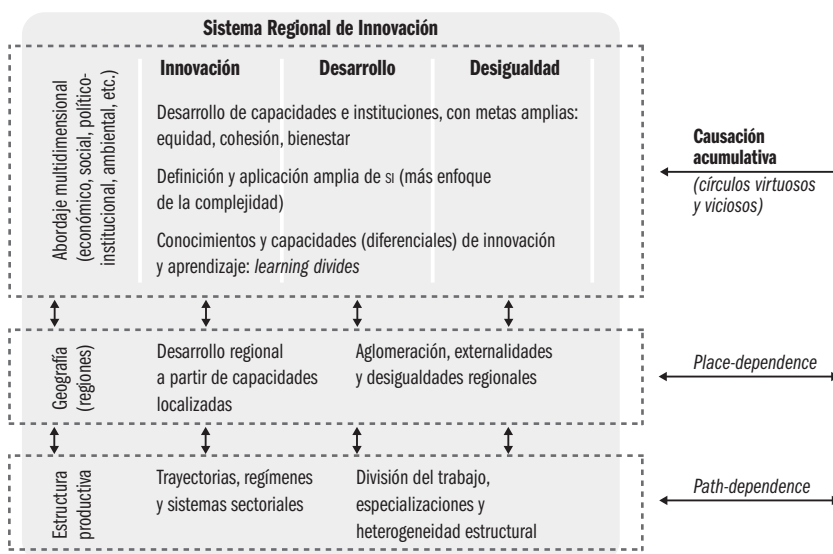 Sistema Regional de Innovación
Innovación
Desarrollo
Desigualdad
Abordaje multidimensional
(económico, social, político-
institucional, ambiental, etc.)
Desarrollo de capacidades e instituciones, con metas amplias:
equidad, cohesión, bienestar
Definición y aplicación amplia de SI (más enfoque
de la complejidad)
Conocimientos y capacidades (diferenciales) de innovación
y aprendizaje: learning divides
Causación
acumulativa
(círculos virtuosos
y viciosos)
Geografía
(regiones)
Desarrollo regional
a partir de capacidades
localizadas
Aglomeración, externalidades
y desigualdades regionales
Place-dependence
Estructura
productiva
Trayectorias, regímenes
y sistemas sectoriales
División del trabajo,
especializaciones y
heterogeneidad estructural
Path-dependence